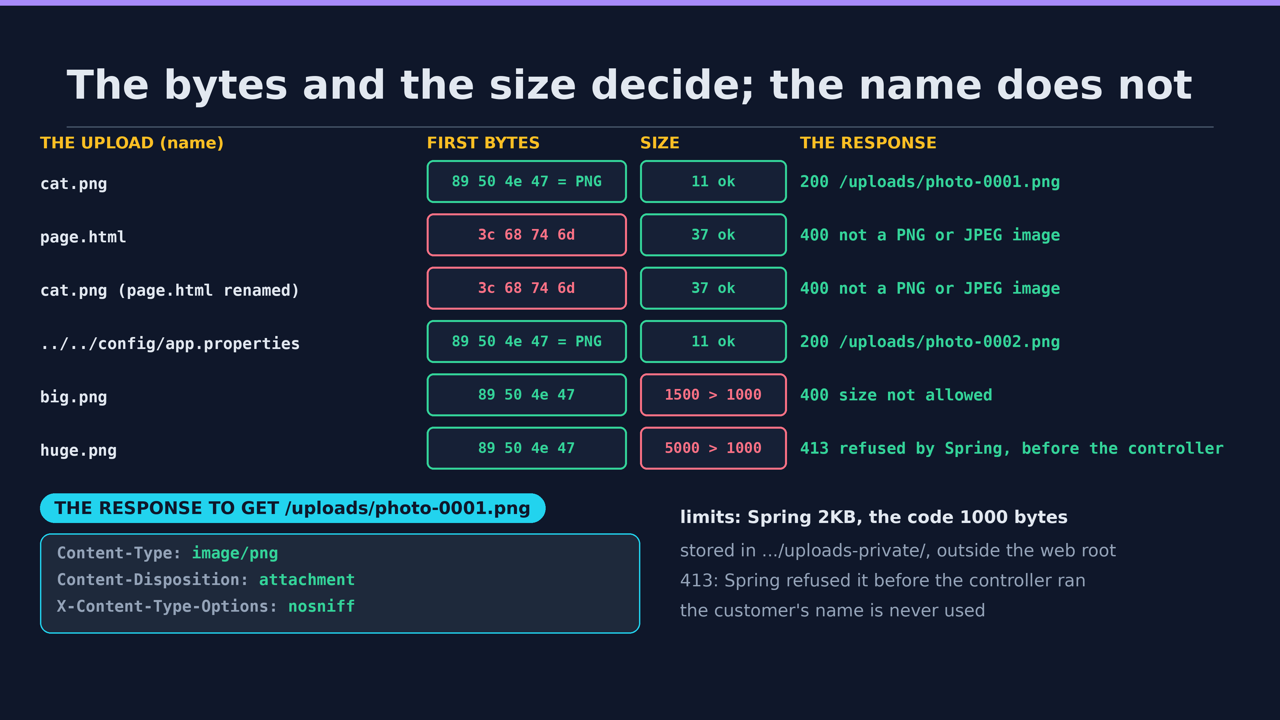 The bytes and the size decide; the name does not
THE UPLOAD (name) FIRST BYTES SIZE THE RESPONSE
cat.png 89 50 4e 47 = PNG 11 ok 200 /uploads/photo-0001.png
page.html 3c 68 74 6d 37 ok 400 not a PNG or JPEG image
cat.png (page.html renamed) 3c 68 74 6d 37 ok 400 not a PNG or JPEG image
../../config/app.properties 89 50 4e 47 = PNG 11 ok 200 /uploads/photo-0002.png
big.png 89 50 4e 47 1500 > 1000 400 size not allowed
huge.png 89 50 4e 47 5000 > 1000 413 refused by Spring, before the controller
THE RESPONSE TO GET /uploads/photo-0001.png
Content-Type: image/png
Content-Disposition: attachment
X-Content-Type-Options: nosniff
limits: Spring 2KB, the code 1000 bytes
stored in .../uploads-private/, outside the web root
413: Spring refused it before the controller ran
the customer's name is never used